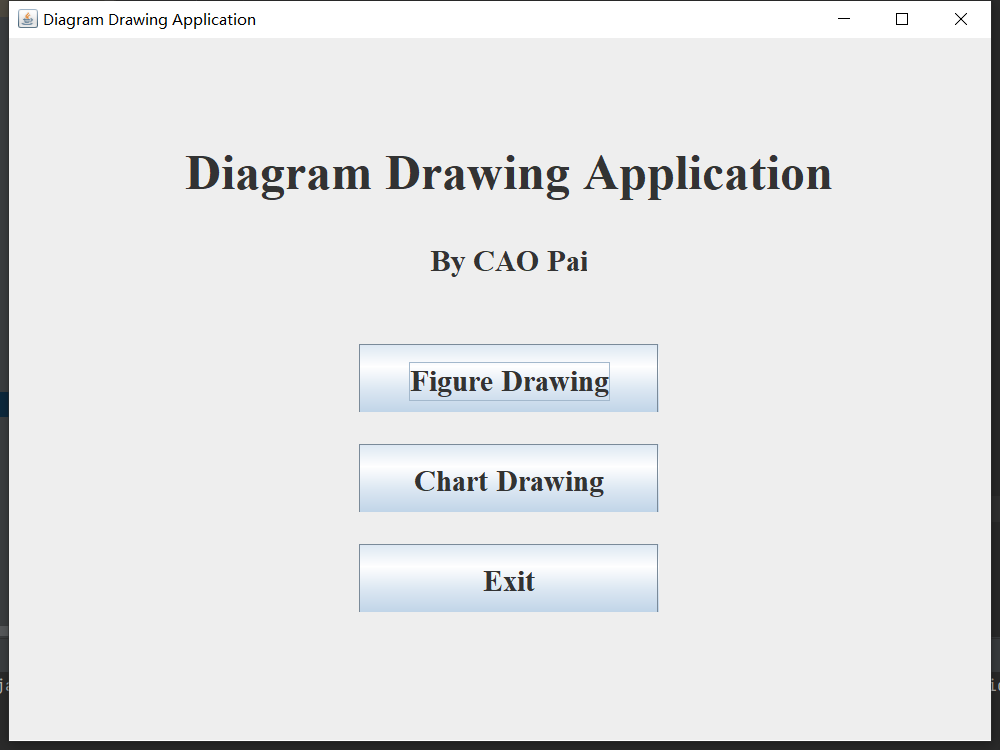 Diagram Drawing Application
Diagram Drawing Application
By CAO Pai
Figure Drawing
Chart Drawing
Exit